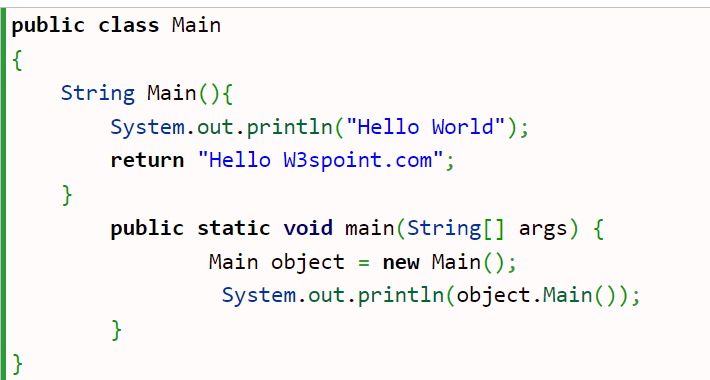 public class Main
{
String Main(){
System.out.println("Hello World");
return "Hello W3spoint.com";
}
public static void main(String[] args) {
Main object = new Main();
System.out.println(object.Main());
}
}